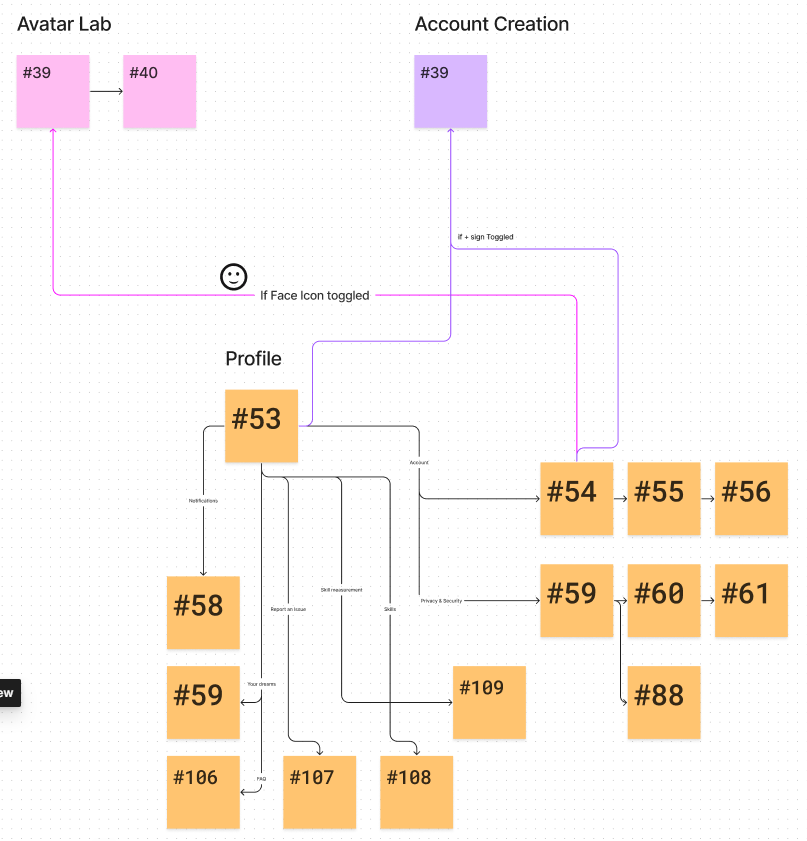 Avatar Lab
Account Creation
#39
#40
#39
if + sign Toggled
If Face Icon toggled
Profile
#53
Account
#54
#55
#56
Notifications
#58
Skill measurement
Report an Issue
Skills
Privacy & Security
#59
#60
#61
Your dreams
#59
#109
#88
ew
FAQ
#106
#107
#108